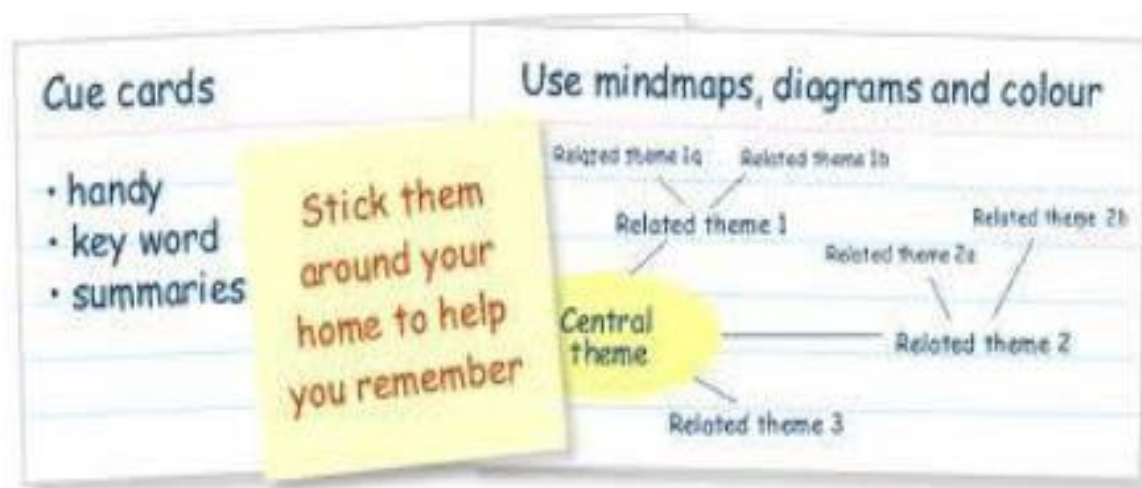 Cue cards
• handy
• key word
• summaries
Stick them
around your
home to help
you remember
Use mindmaps, diagrams and colour
Related theme 1a
Related theme 1b
Related theme 1
Related theme 2b
Related theme 2a
Central
theme
Related theme 2
Related theme 3